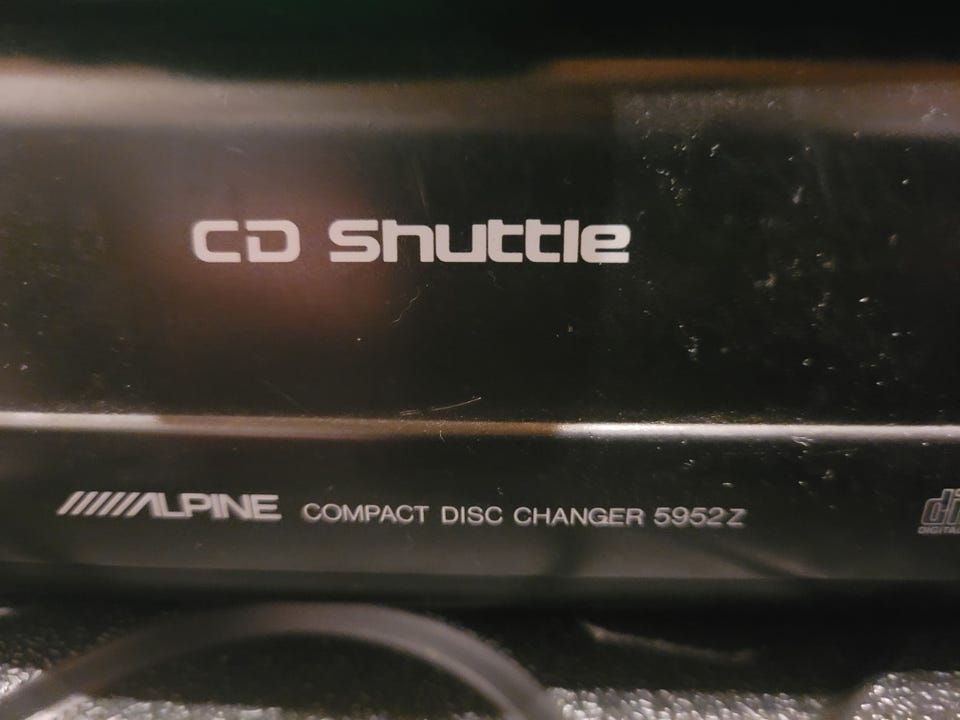 CD Shuttle
ALPINE COMPACT DISC CHANGER 5952Z